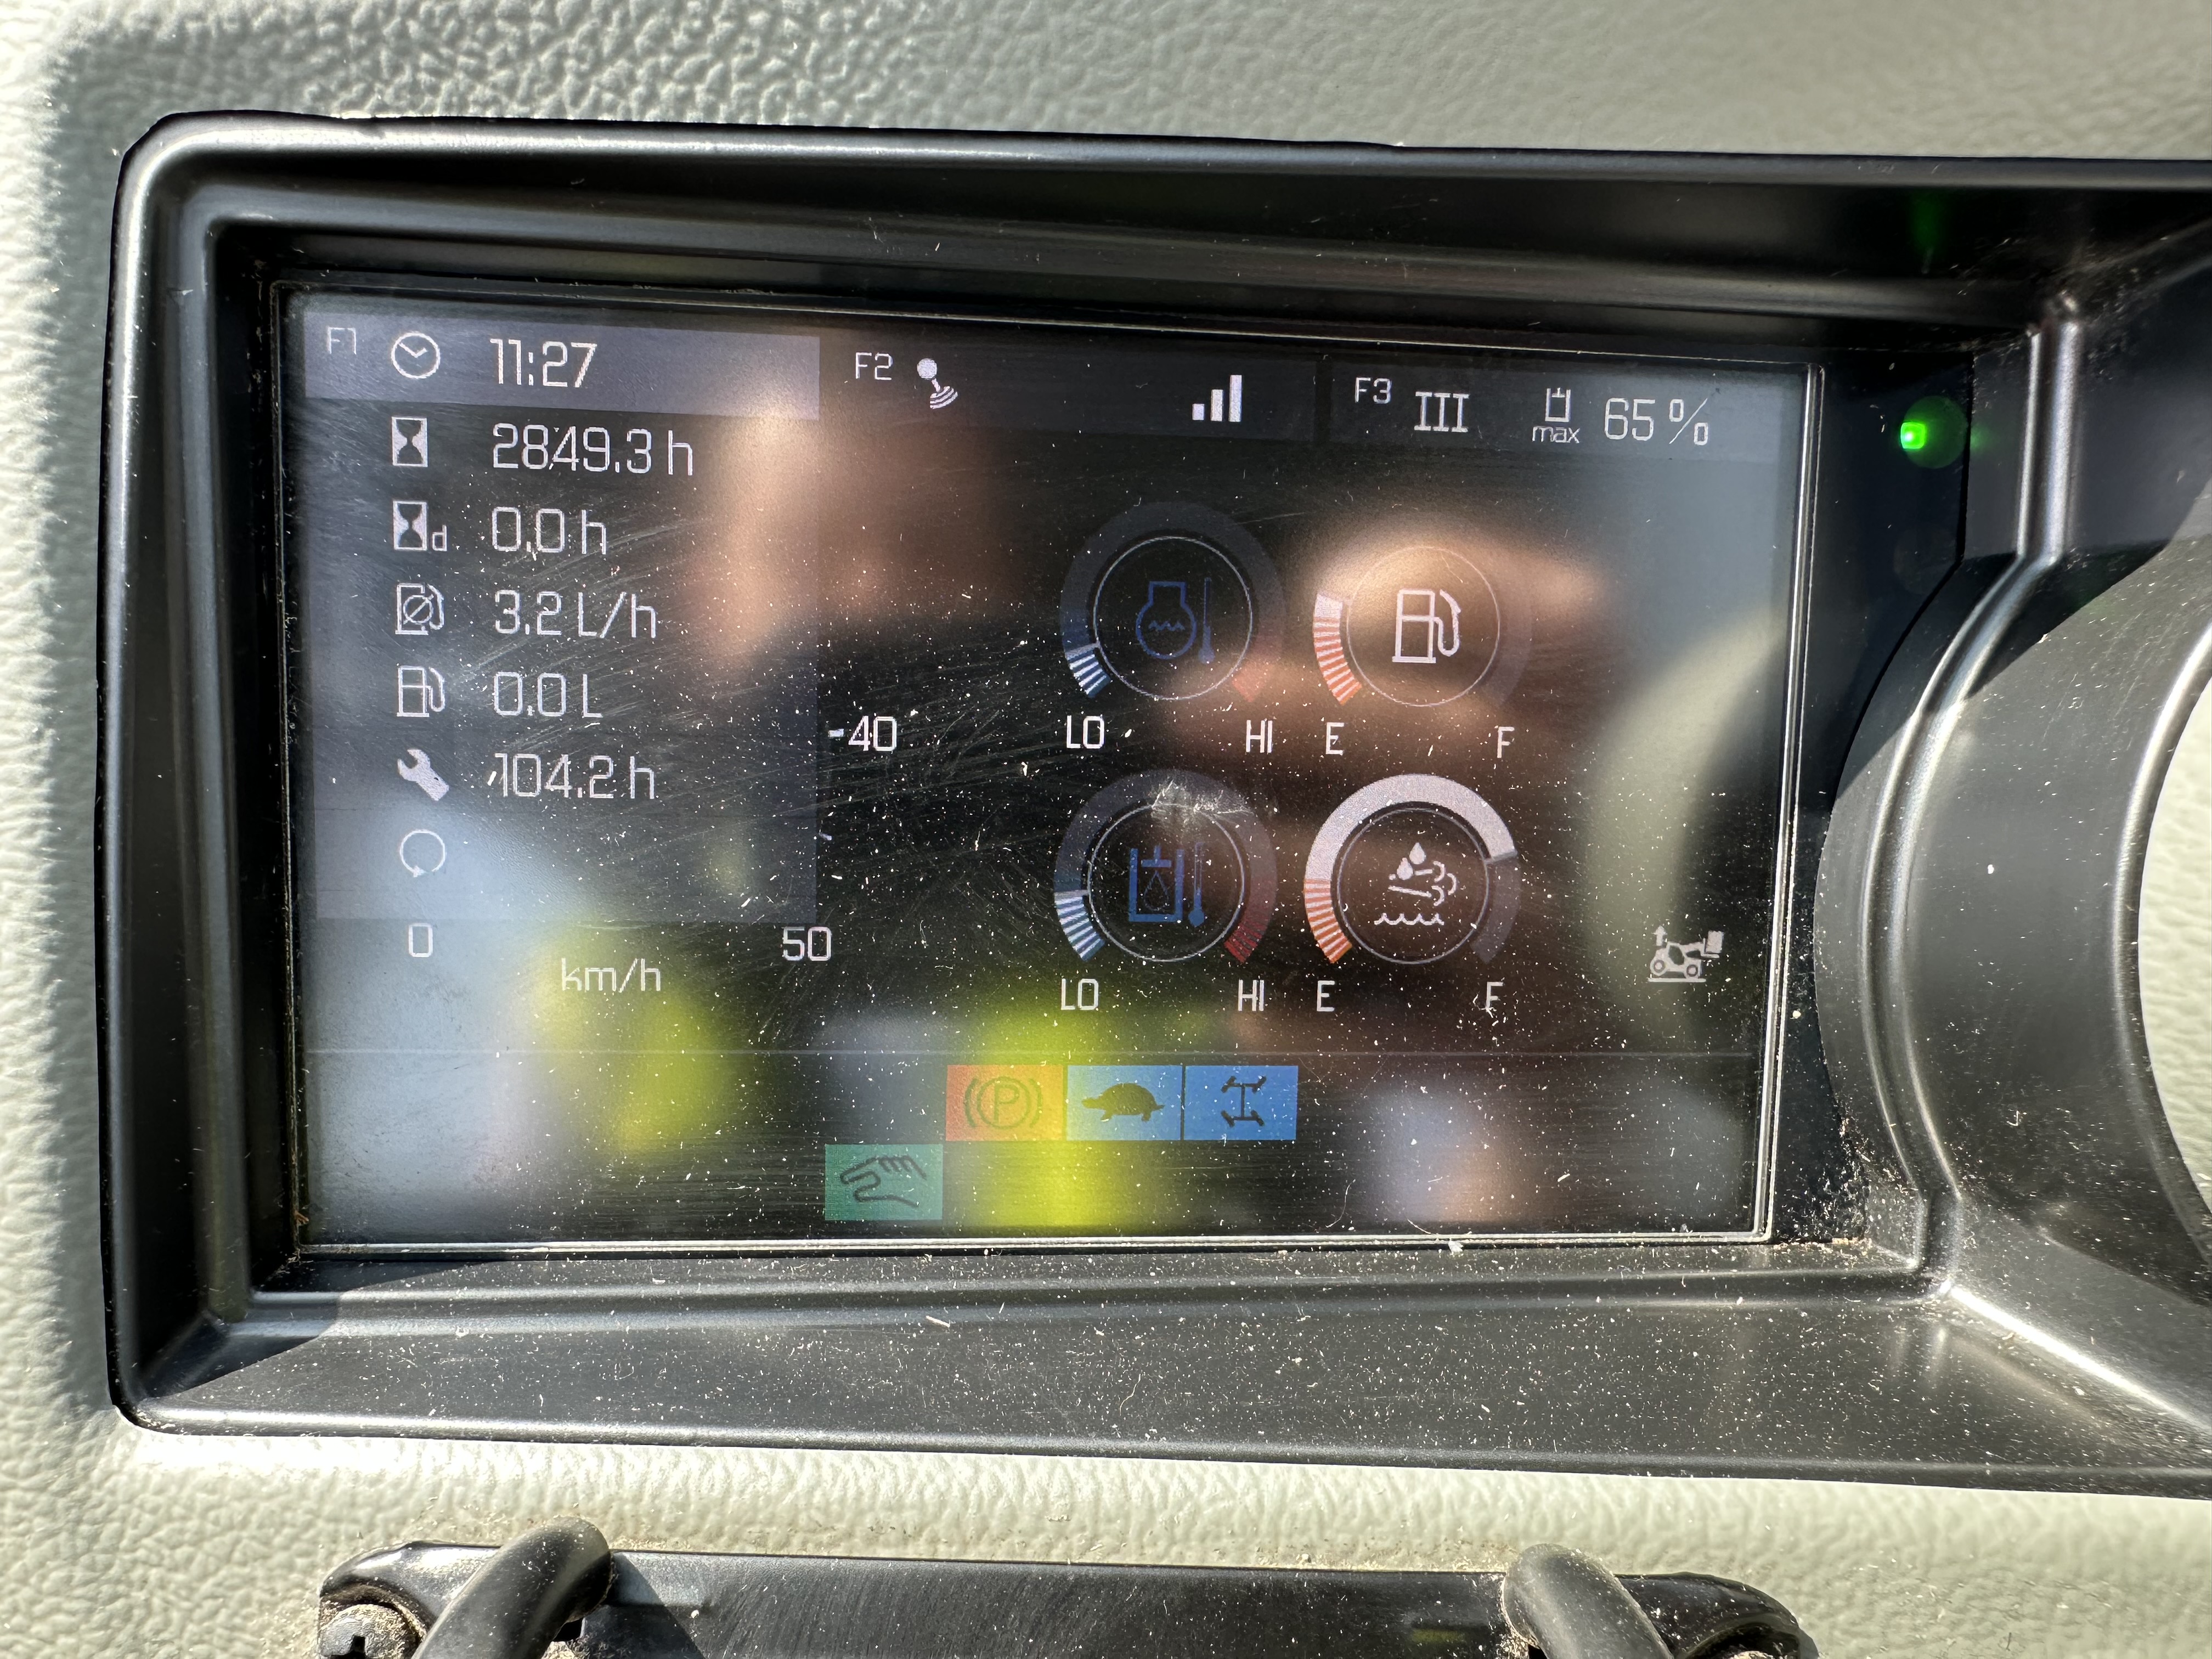 F1 11:27
F2
F3 III max 65%
2849.3 h
d 0.0 h
3.2 L/h
0.0 L
104.2 h
-40
LO HI E F
0 km/h 50
LO HI E F
P